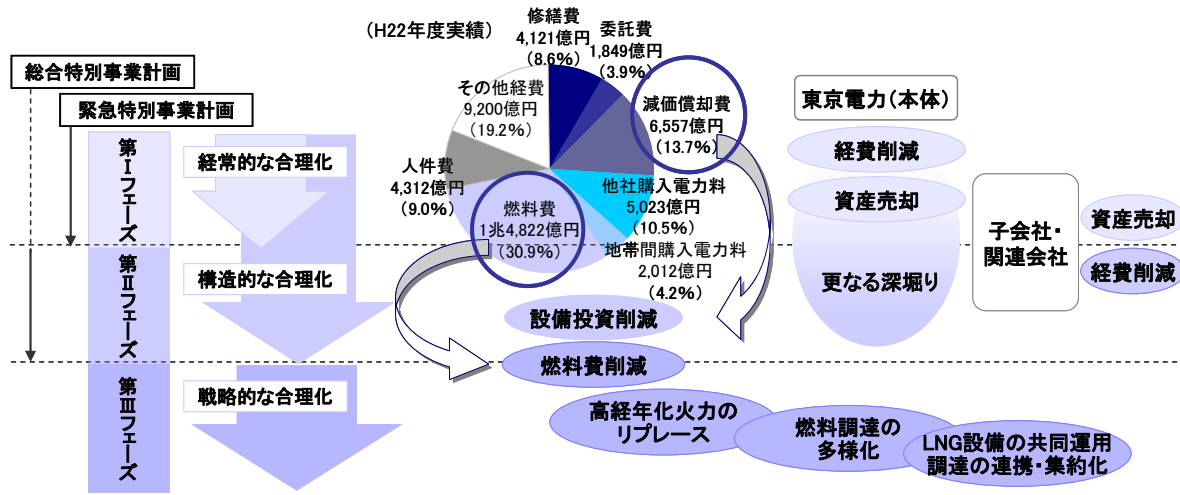 (H22年度実績)
修繕費
4,121億円
(8.6%)
委託費
1,849億円
(3.9%)
減価償却費
6,557億円
(13.7%)
他社購入電力料
5,023億円
(10.5%)
地帯間購入電力料
2,012億円
(4.2%)
燃料費
1兆4,822億円
(30.9%)
人件費
4,312億円
(9.0%)
その他経費
9,200億円
(19.2%)
総合特別事業計画
緊急特別事業計画
第Ⅰフェーズ
経常的な合理化
第Ⅱフェーズ
構造的な合理化
第Ⅲフェーズ
戦略的な合理化
設備投資削減
燃料費削減
高経年化火力の
リプレース
燃料調達の
多様化
LNG設備の共同運用
調達の連携・集約化
東京電力(本体)
経費削減
資産売却
更なる深堀り
子会社・
関連会社
資産売却
経費削減